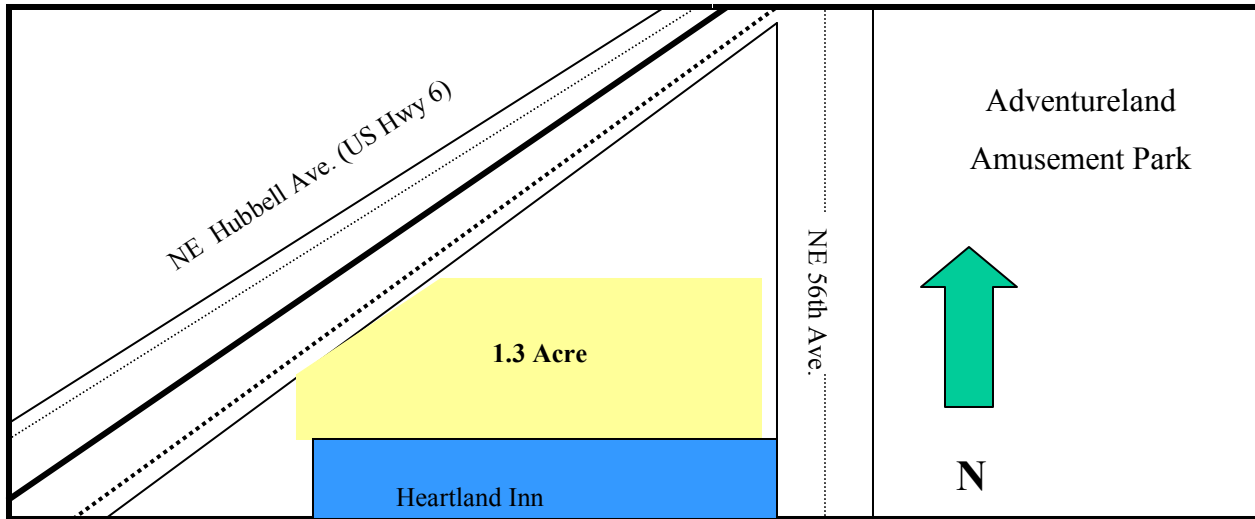 NE  Hubbell Ave. (US Hwy 6)
Adventureland
Amusement Park
NE 56th Ave.
1.3 Acre
Heartland Inn
N